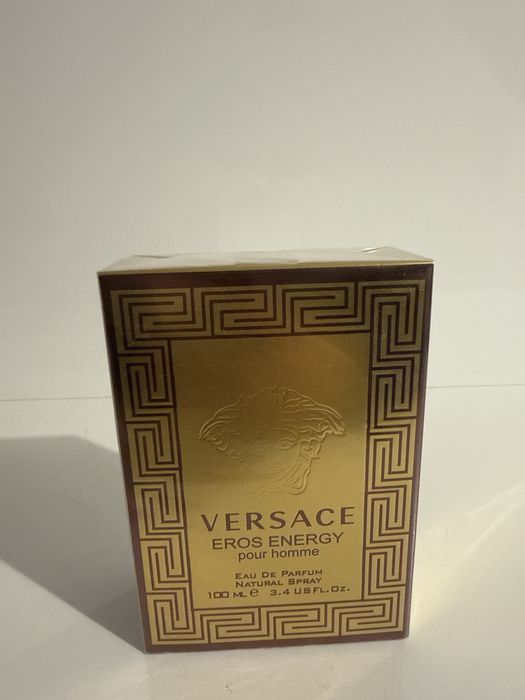 VERSACE
EROS ENERGY
pour homme
EAU DE PARFUM
NATURAL SPRAY
100 ML e 3.4 US FL.OZ.